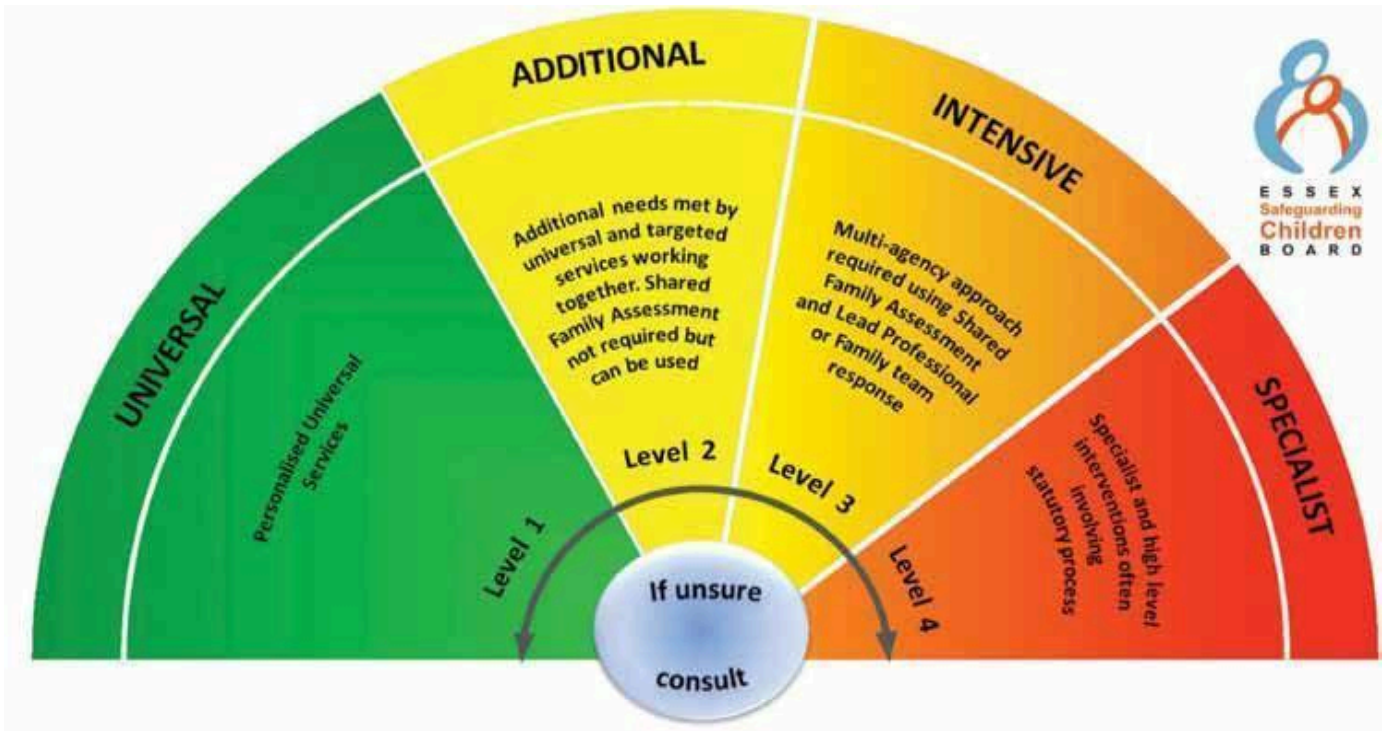 UNIVERSAL
Personalised Universal
Services
Level 1
ADDITIONAL
Additional needs met by
universal and targeted
services working
together. Shared
Family Assessment
not required but
can be used
Level 2
INTENSIVE
Multi-agency approach
required using Shared
Family Assessment
and Lead Professional
or Family team
response
Level 3
SPECIALIST
Specialist and high level
interventions often
involving
statutory process
Level 4
If unsure
consult
ESSEX
Safeguarding
Children
BOARD